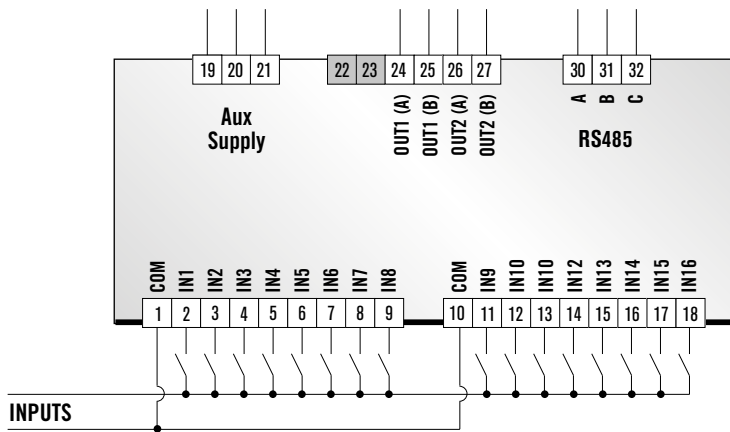 19 20 21 22 23 24 25 26 27 30 31 32
Aux
Supply
OUT1 (A)
OUT1 (B)
OUT2 (A)
OUT2 (B)
A
B
C
RS485
COM
IN1
IN2
IN3
IN4
IN5
IN6
IN7
IN8
COM
IN9
IN10
IN10
IN12
IN13
IN14
IN15
IN16
1 2 3 4 5 6 7 8 9 10 11 12 13 14 15 16 17 18
INPUTS